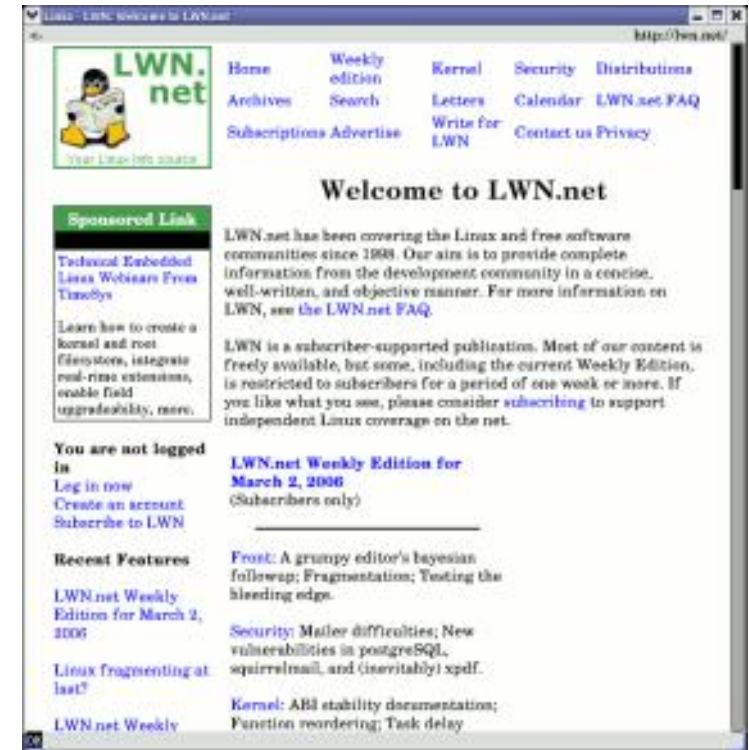 Links - LWN: Welcome to LWN.net
<-
http://lwn.net/
LWN.
net
Your Linux info source
Home
Weekly
edition
Kernel
Security
Distributions
Archives
Search
Letters
Calendar
LWN.net FAQ
Subscriptions
Advertise
Write for
LWN
Contact us
Privacy
Welcome to LWN.net
Sponsored Link
Technical Embedded
Linux Webinars From
TimeSys
Learn how to create a
kernel and root
filesystem, integrate
real-time extensions,
enable field
upgradeability, more.
You are not logged
in
Log in now
Create an account
Subscribe to LWN
Recent Features
LWN.net Weekly
Edition for March 2,
2006
Linux fragmenting at
last?
LWN.net Weekly
LWN.net has been covering the Linux and free software
communities since 1998. Our aim is to provide complete
information from the development community in a concise,
well-written, and objective manner. For more information on
LWN, see the LWN.net FAQ.
LWN is a subscriber-supported publication. Most of our content is
freely available, but some, including the current Weekly Edition,
is restricted to subscribers for a period of one week or more. If
you like what you see, please consider subscribing to support
independent Linux coverage on the net.
LWN.net Weekly Edition for
March 2, 2006
(Subscribers only)
Front: A grumpy editor's bayesian
followup; Fragmentation; Testing the
bleeding edge.
Security: Mailer difficulties; New
vulnerabilities in postgreSQL,
squirrelmail, and (inevitably) xpdf.
Kernel: ABI stability documentation;
Function reordering; Task delay
OK